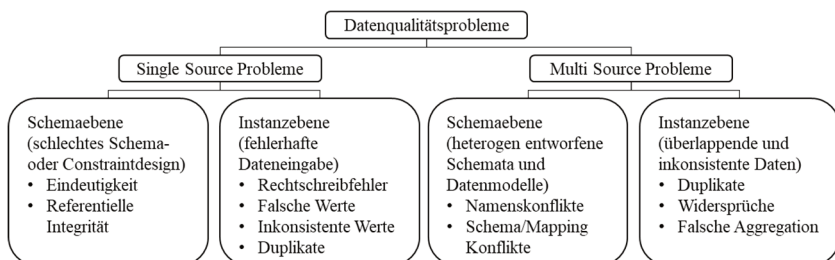 Datenqualitätsprobleme
Single Source Probleme
Multi Source Probleme
Schemaebene
(schlechtes Schema-
oder Constraintdesign)
• Eindeutigkeit
• Referentielle
Integrität
Instanzebene
(fehlerhafte
Dateneingabe)
• Rechtschreibfehler
• Falsche Werte
• Inkonsistente Werte
• Duplikate
Schemaebene
(heterogen entworfene
Schemata und
Datenmodelle)
• Namenskonflikte
• Schema/Mapping
Konflikte
Instanzebene
(überlappende und
inkonsistente Daten)
• Duplikate
• Widersprüche
• Falsche Aggregation